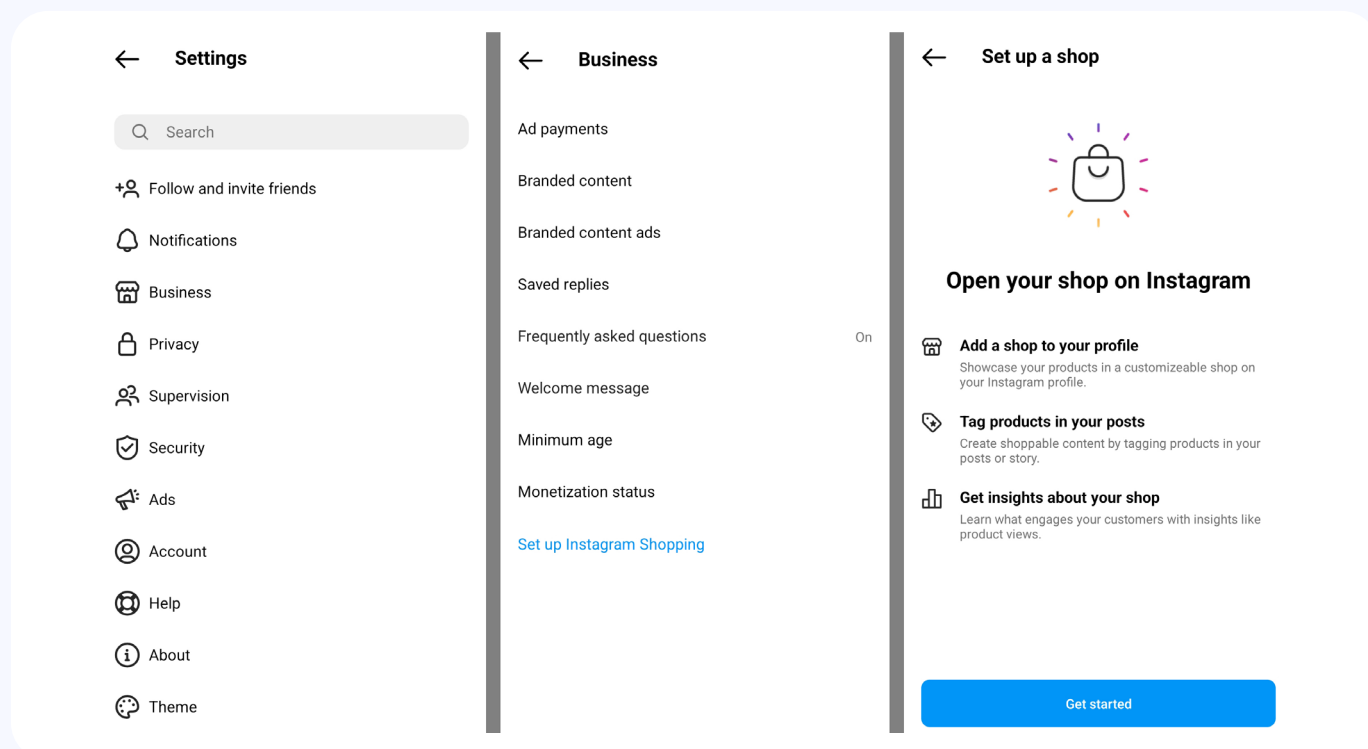 Settings
Search
Follow and invite friends
Notifications
Business
Privacy
Supervision
Security
Ads
Account
Help
About
Theme
Business
Ad payments
Branded content
Branded content ads
Saved replies
Frequently asked questions On
Welcome message
Minimum age
Monetization status
Set up Instagram Shopping
Set up a shop
Open your shop on Instagram
Add a shop to your profile
Showcase your products in a customizeable shop on
your Instagram profile.
Tag products in your posts
Create shoppable content by tagging products in your
posts or story.
Get insights about your shop
Learn what engages your customers with insights like
product views.
Get started